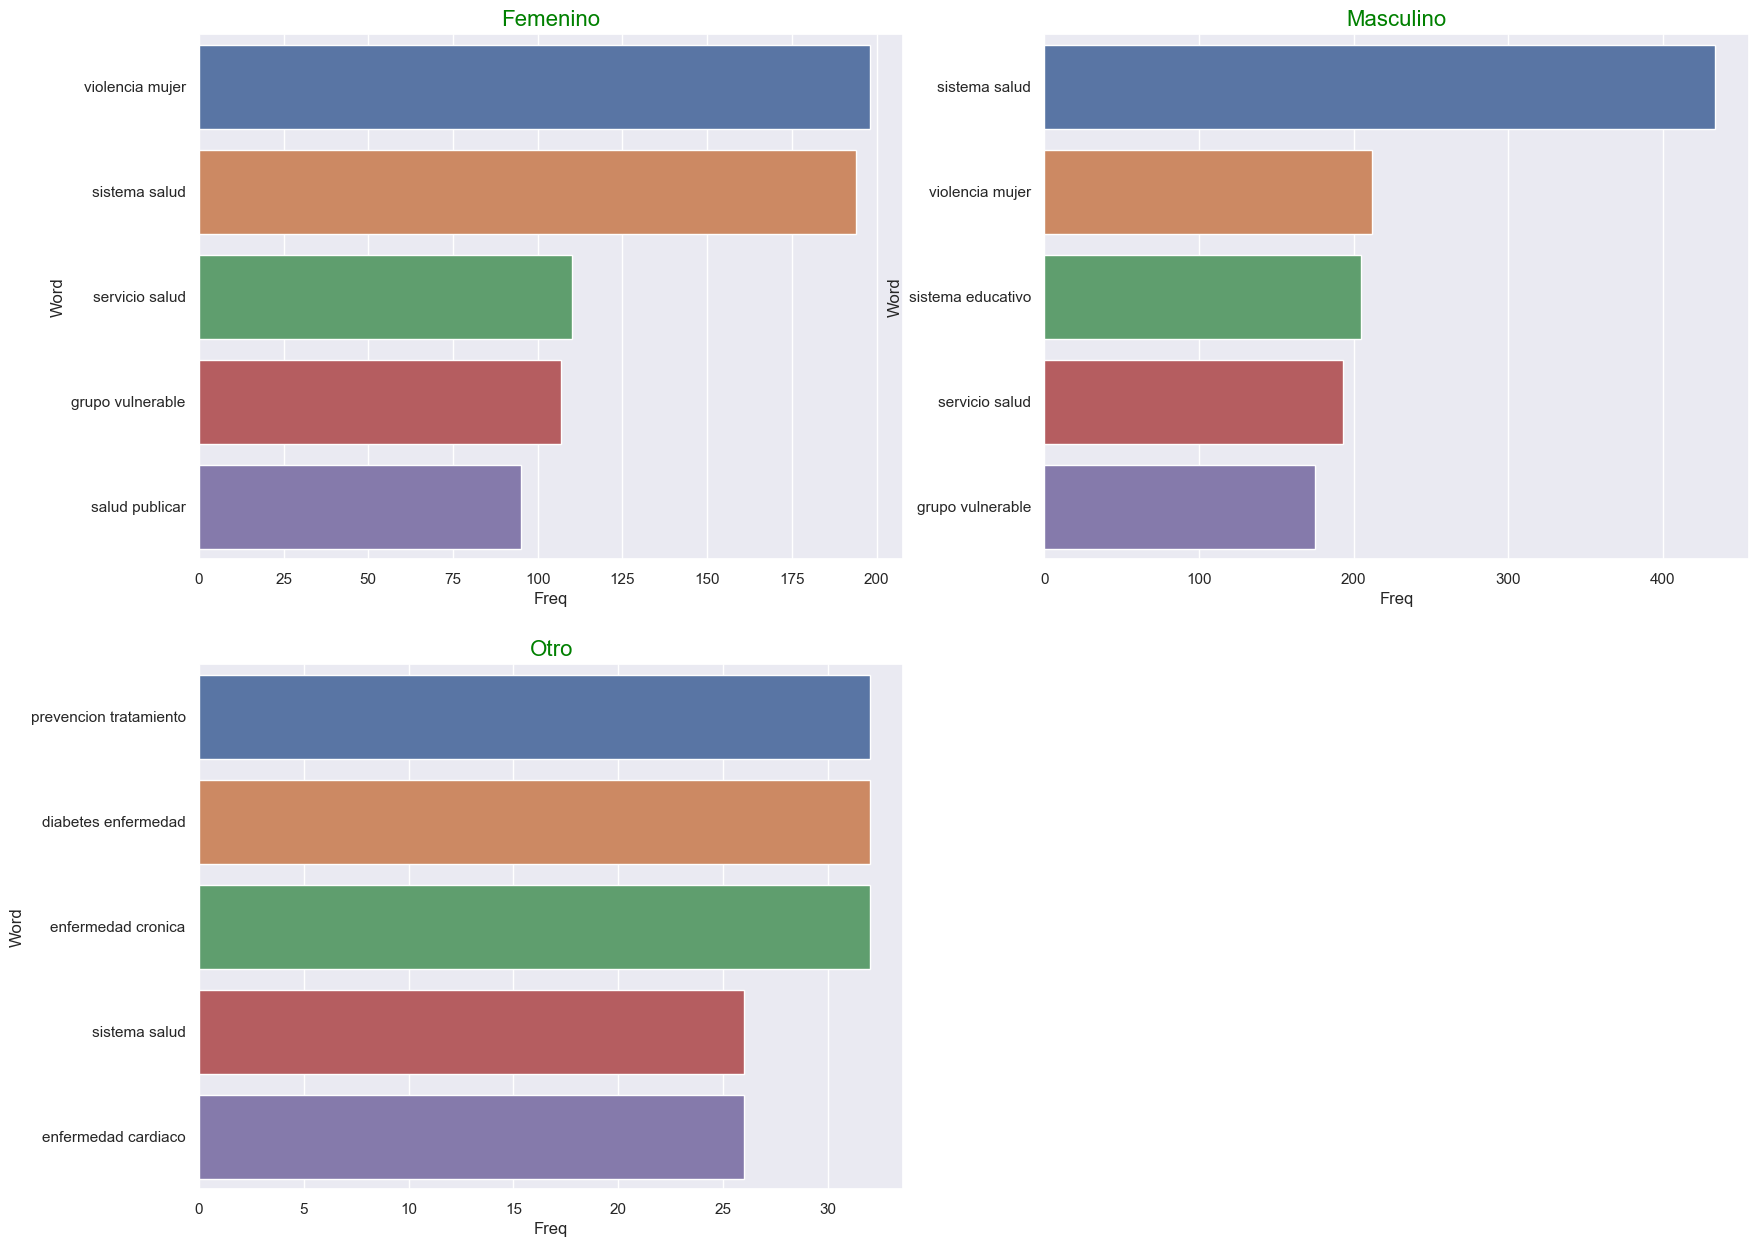 Femenino
violencia mujer
sistema salud
servicio salud
grupo vulnerable
salud publicar
Word
0 25 50 75 100 125 150 175 200
Freq
Masculino
sistema salud
violencia mujer
sistema educativo
servicio salud
grupo vulnerable
Word
0 100 200 300 400
Freq
Otro
prevencion tratamiento
diabetes enfermedad
enfermedad cronica
sistema salud
enfermedad cardiaco
Word
0 5 10 15 20 25 30
Freq